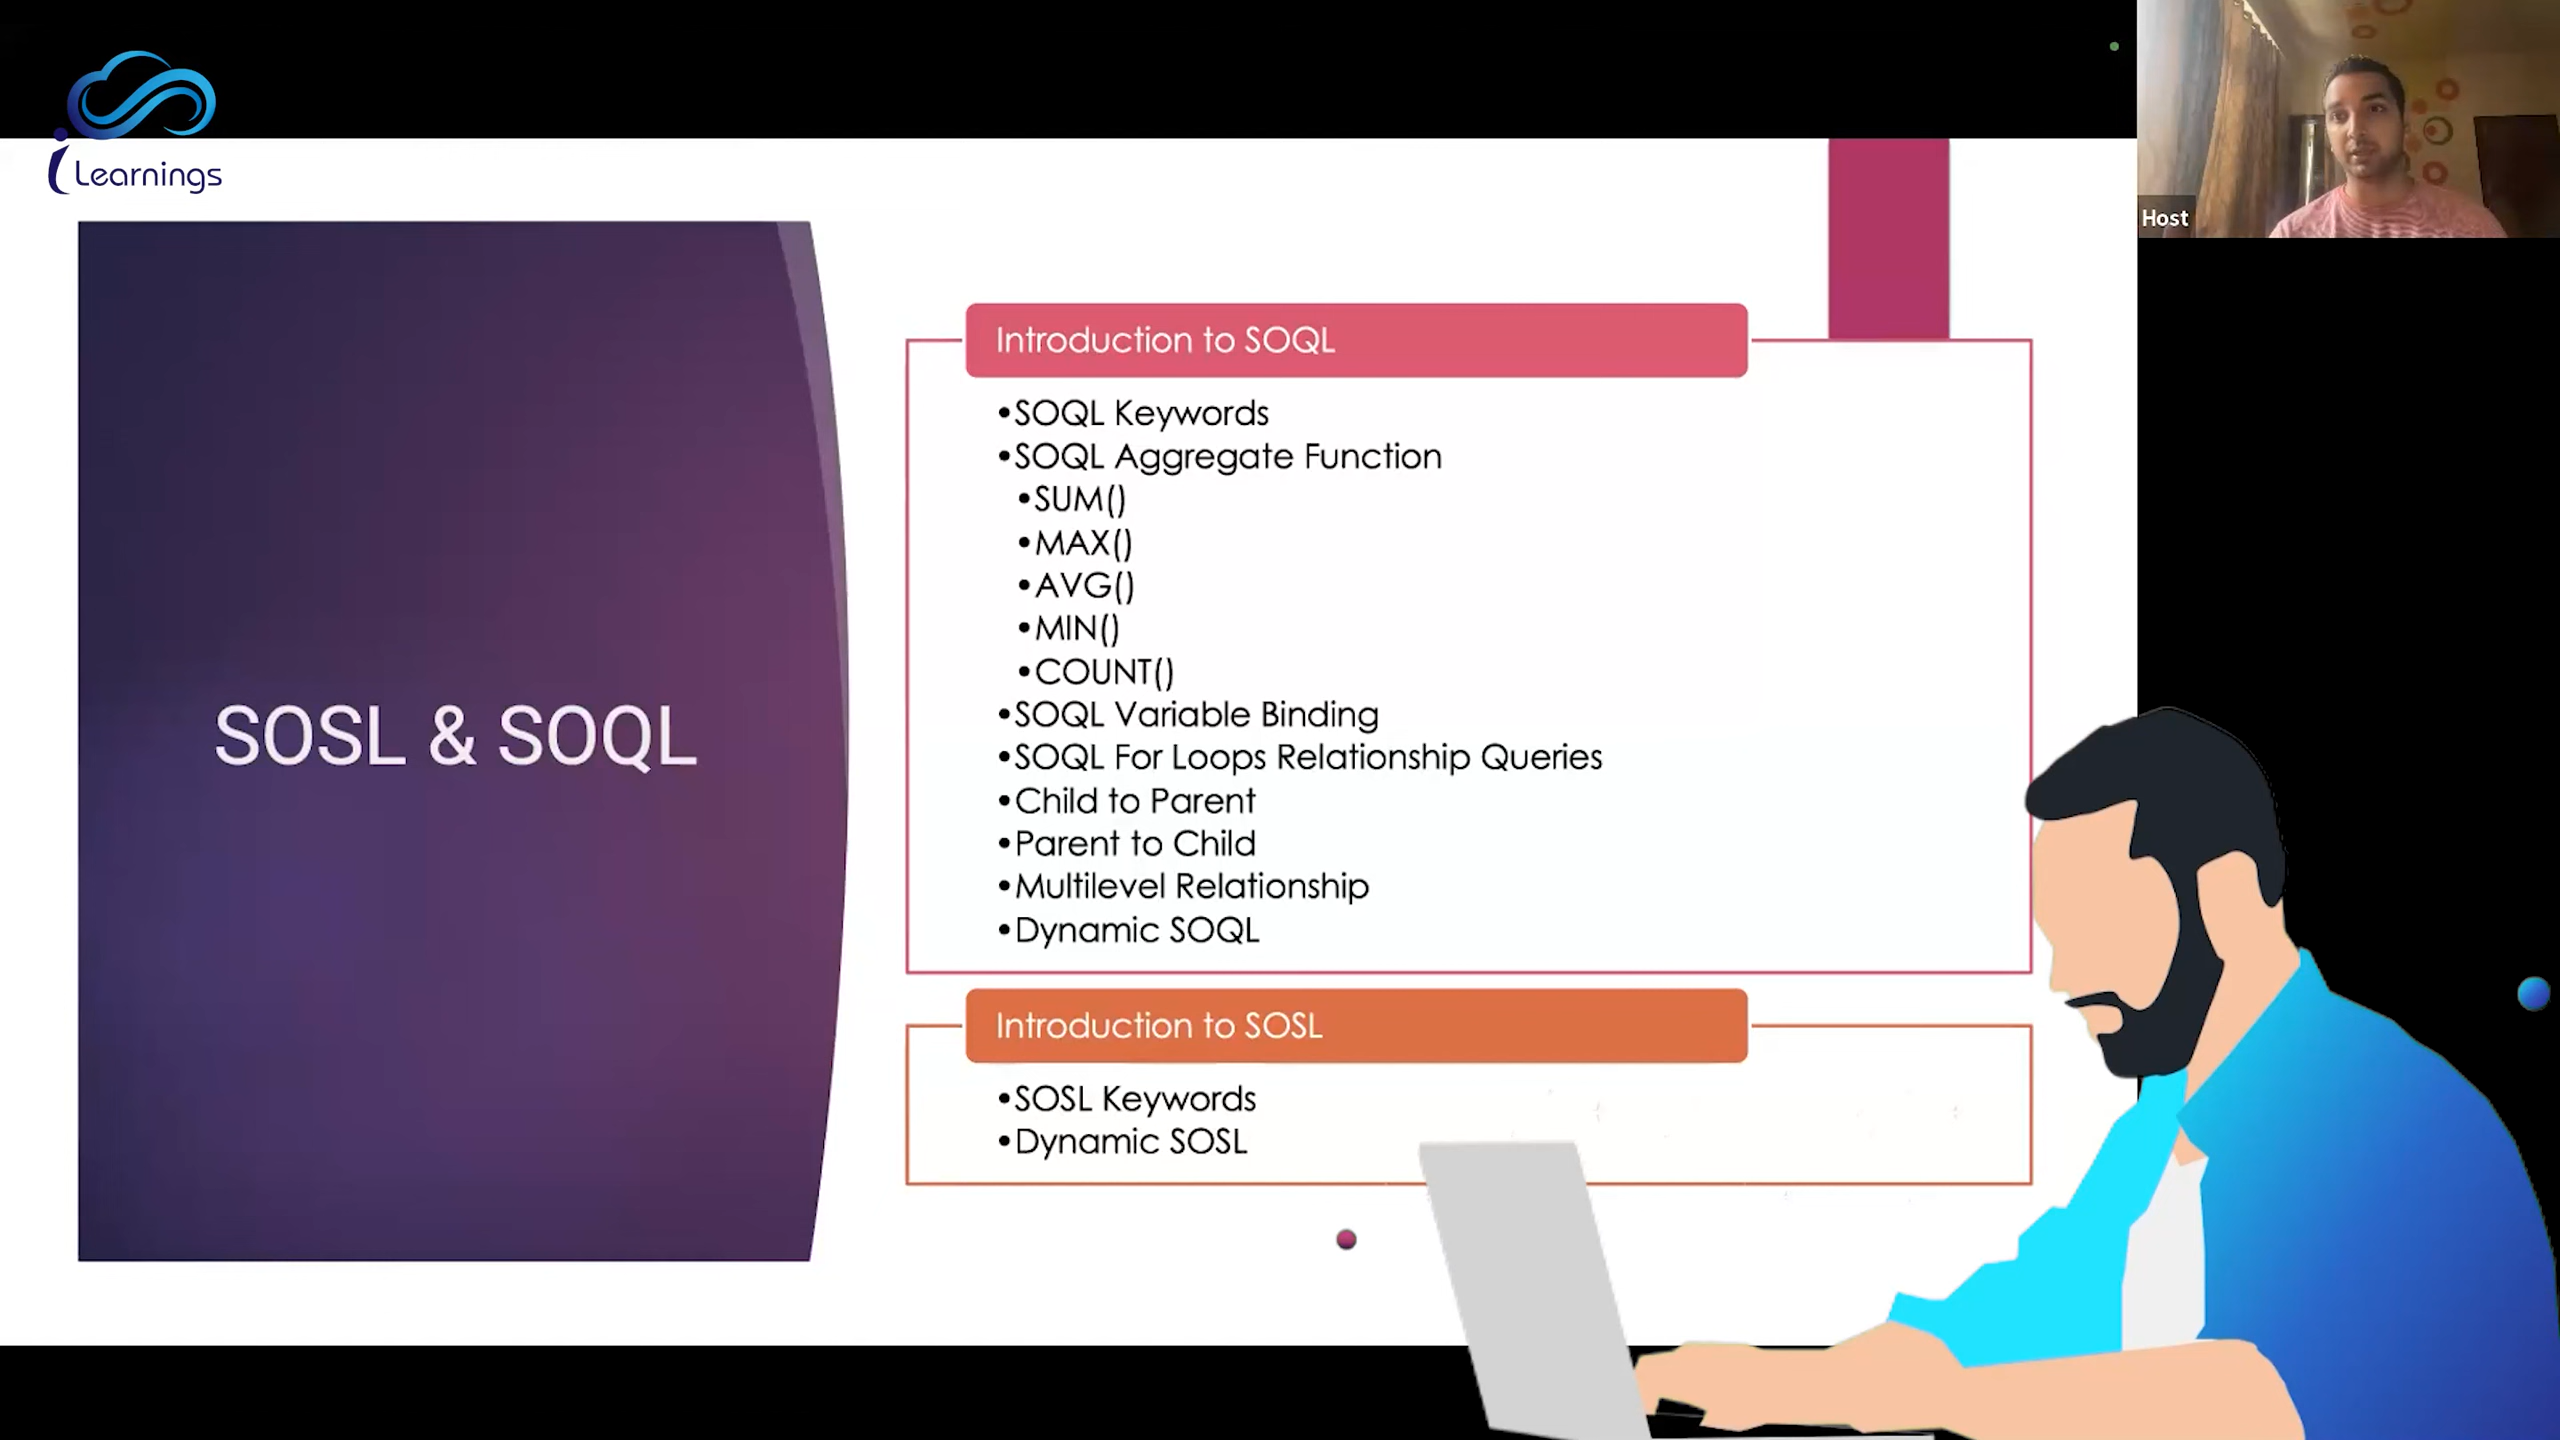 i Learnings
Host
SOSL & SOQL
Introduction to SOQL
•SOQL Keywords
•SOQL Aggregate Function
•SUM()
•MAX()
•AVG()
•MIN()
•COUNT()
•SOQL Variable Binding
•SOQL For Loops Relationship Queries
•Child to Parent
•Parent to Child
•Multilevel Relationship
•Dynamic SOQL
Introduction to SOSL
•SOSL Keywords
•Dynamic SOSL